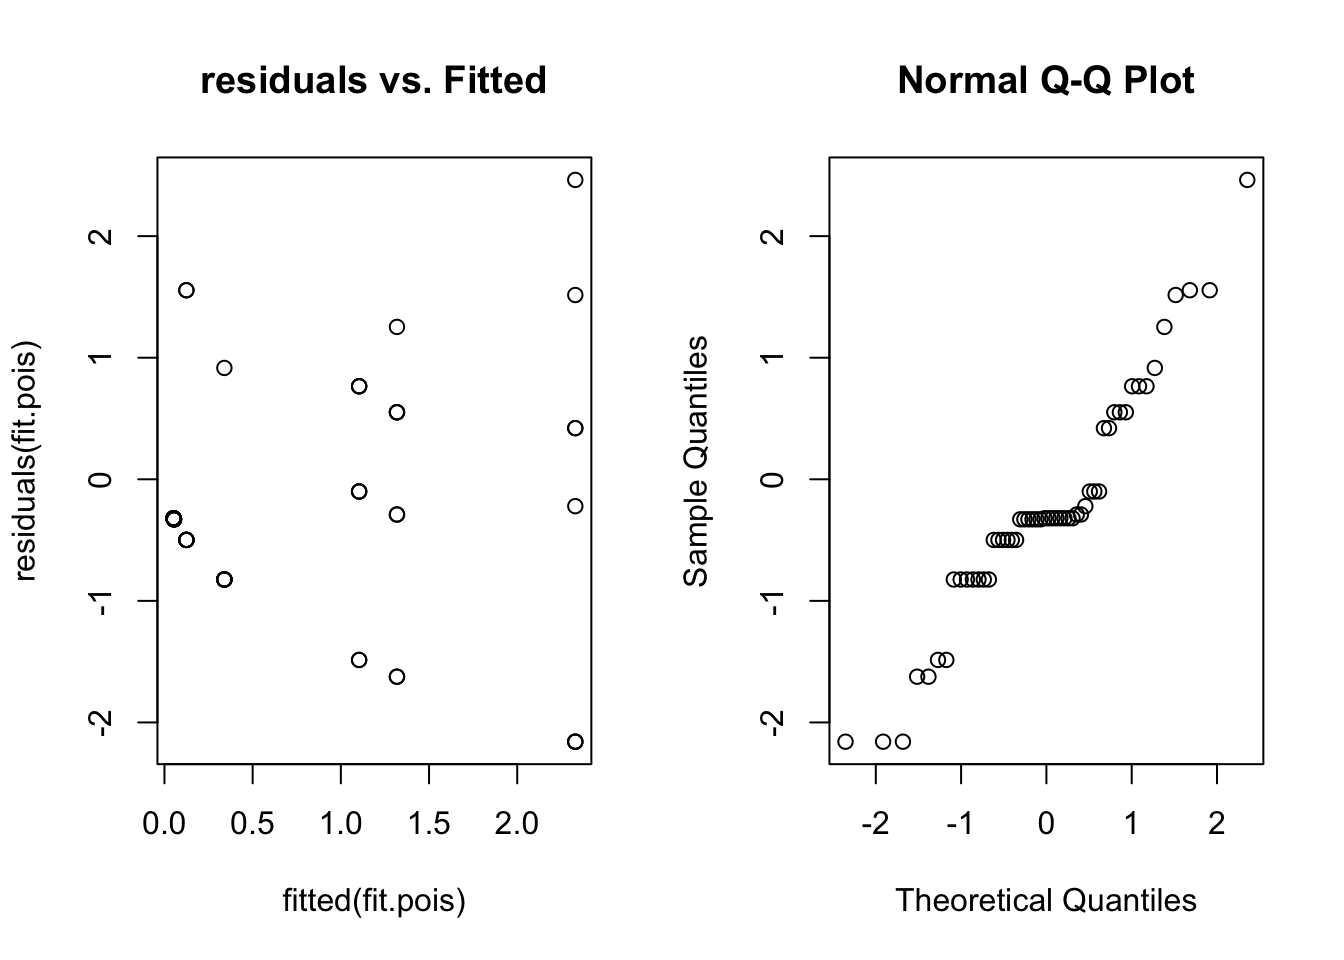 residuals vs. Fitted
residuals(fit.pois)
2
1
0
-1
-2
0.0 0.5 1.0 1.5 2.0
fitted(fit.pois)
Normal Q-Q Plot
Sample Quantiles
2
1
0
-1
-2
-2 -1 0 1 2
Theoretical Quantiles